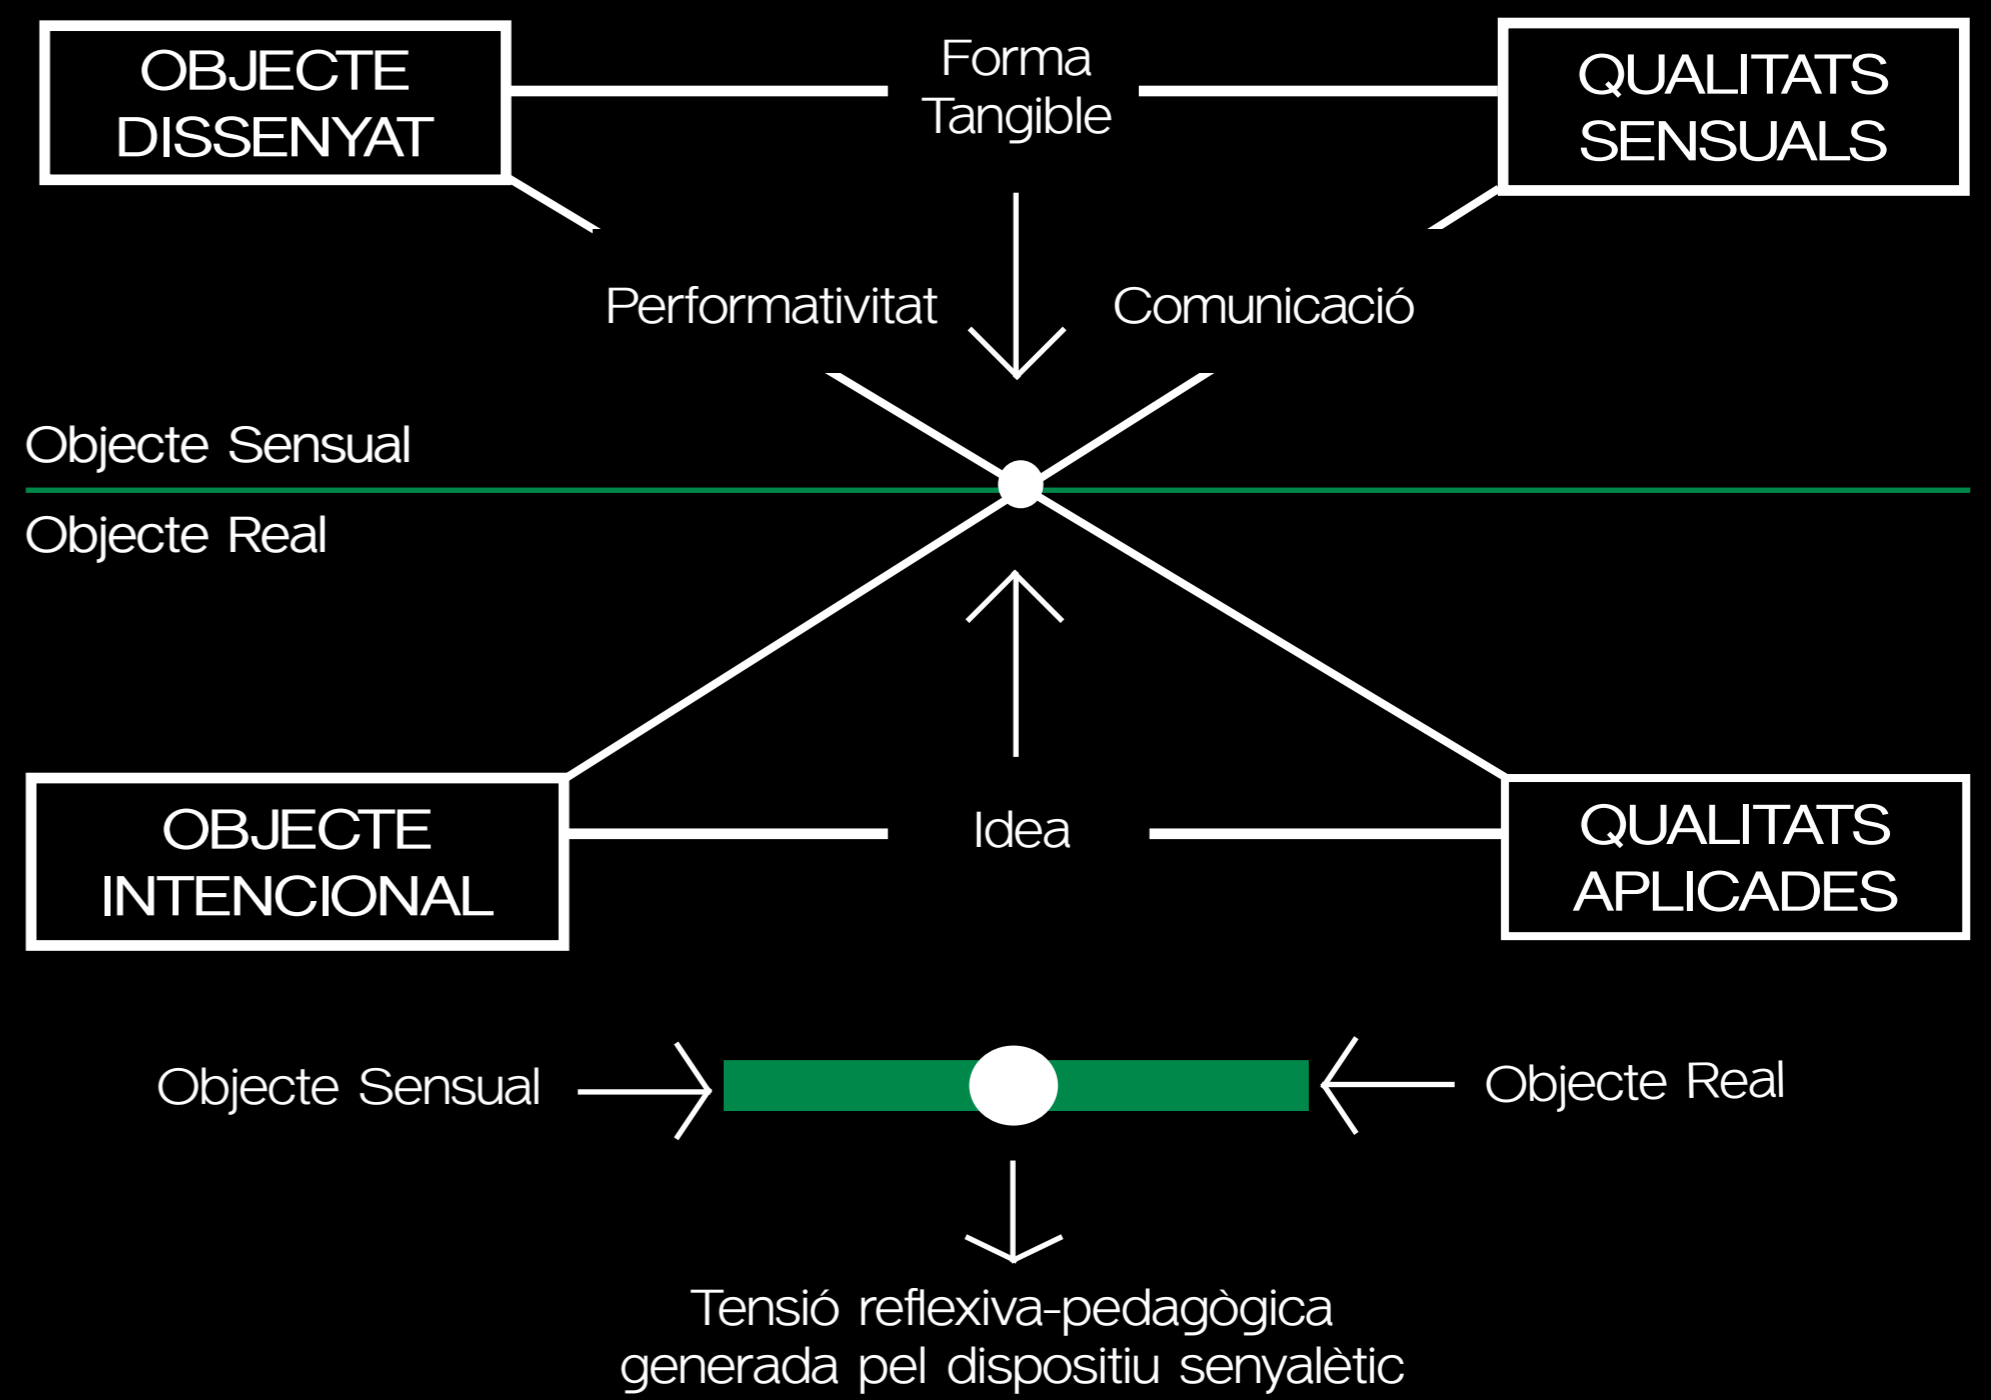 OBJECTE
DISSENYAT
Forma
Tangible
QUALITATS
SENSUALS
Performativitat
Comunicació
Objecte Sensual
Objecte Real
OBJECTE
INTENCIONAL
Idea
QUALITATS
APLICADES
Objecte Sensual
Objecte Real
Tensió reflexiva-pedagògica
generada pel dispositiu senyalètic